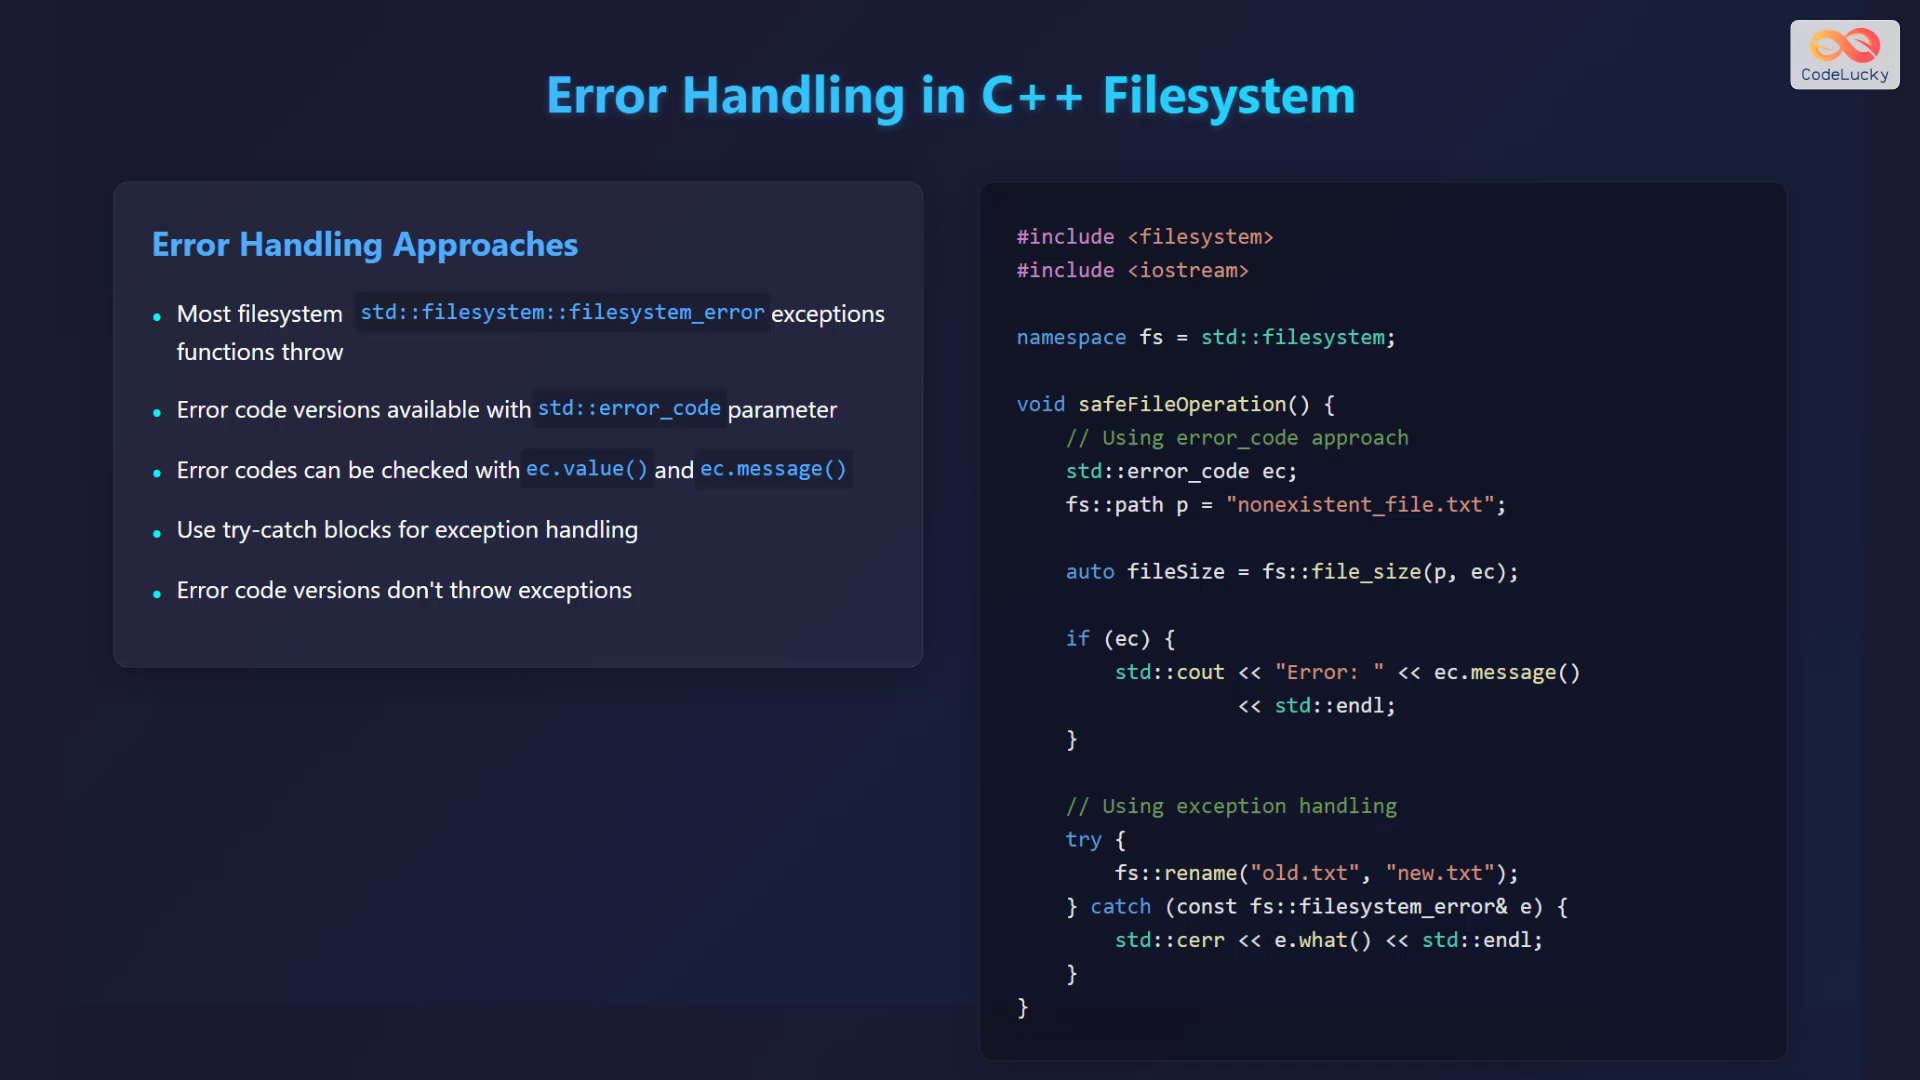 CodeLucky
Error Handling in C++ Filesystem
Error Handling Approaches
• Most filesystem std::filesystem::filesystem_error exceptions
functions throw
• Error code versions available with std::error_code parameter
• Error codes can be checked with ec.value() and ec.message()
• Use try-catch blocks for exception handling
• Error code versions don't throw exceptions
#include <filesystem>
#include <iostream>

namespace fs = std::filesystem;

void safeFileOperation() {
    // Using error_code approach
    std::error_code ec;
    fs::path p = "nonexistent_file.txt";

    auto fileSize = fs::file_size(p, ec);

    if (ec) {
        std::cout << "Error: " << ec.message()
                  << std::endl;
    }

    // Using exception handling
    try {
        fs::rename("old.txt", "new.txt");
    } catch (const fs::filesystem_error& e) {
        std::cerr << e.what() << std::endl;
    }
}